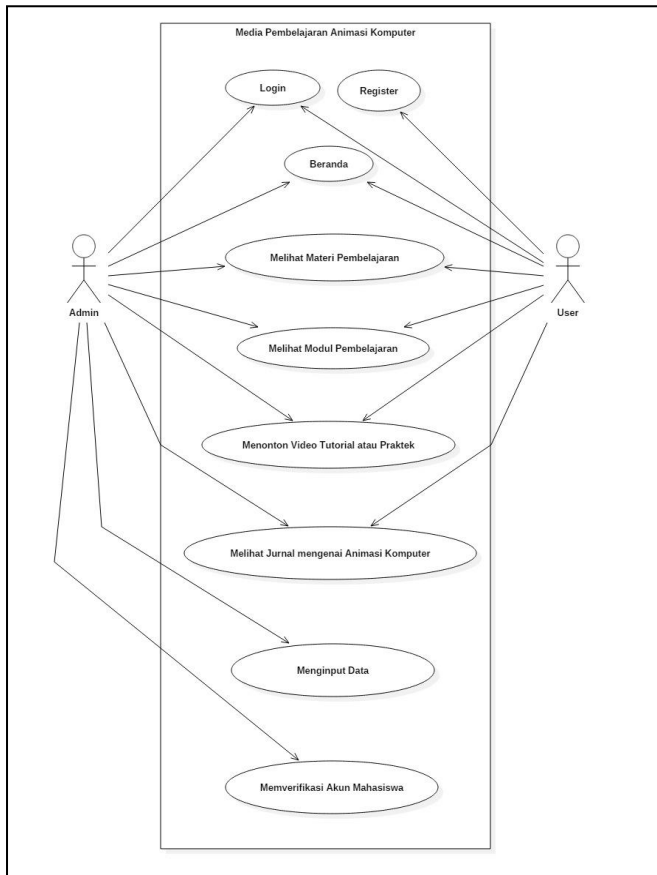 Media Pembelajaran Animasi Komputer
Login
Register
Beranda
Melihat Materi Pembelajaran
Admin
User
Melihat Modul Pembelajaran
Menonton Video Tutorial atau Praktek
Melihat Jurnal mengenai Animasi Komputer
Menginput Data
Memverifikasi Akun Mahasiswa